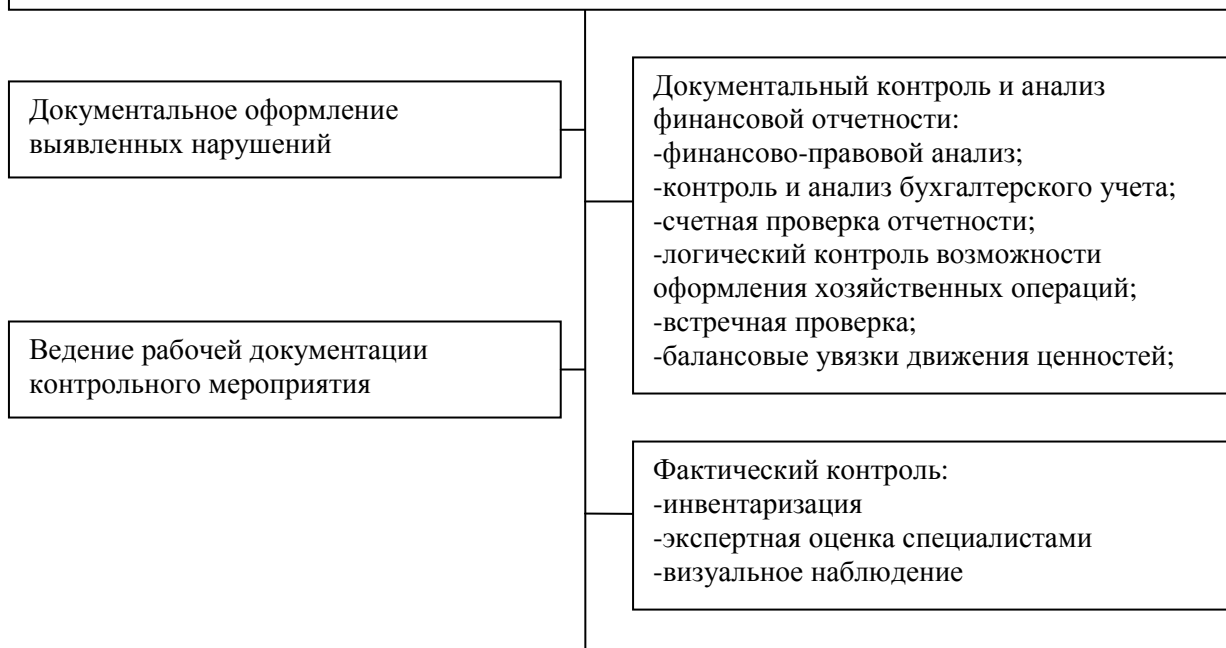 Документальное оформление
выявленных нарушений
Документальный контроль и анализ
финансовой отчетности:
-финансово-правовой анализ;
-контроль и анализ бухгалтерского учета;
-счетная проверка отчетности;
-логический контроль возможности
оформления хозяйственных операций;
-встречная проверка;
-балансовые увязки движения ценностей;
Ведение рабочей документации
контрольного мероприятия
Фактический контроль:
-инвентаризация
-экспертная оценка специалистами
-визуальное наблюдение